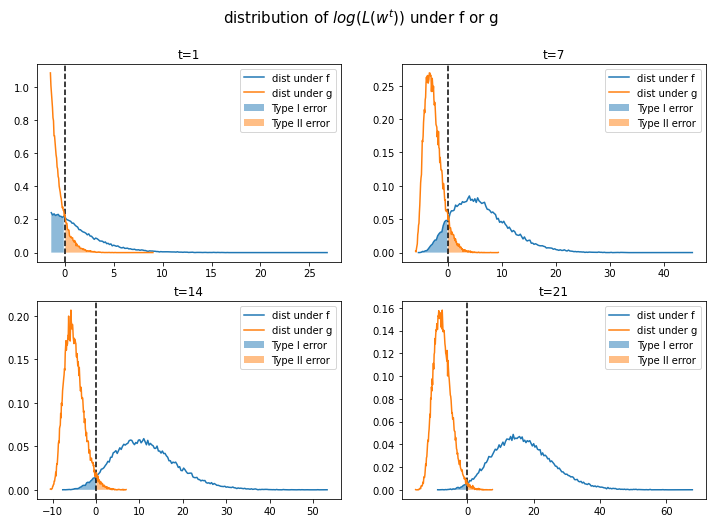 distribution of log(L(w^t)) under f or g
t=1
1.0
0.8
0.6
0.4
0.2
0.0
0 5 10 15 20 25
dist under f
dist under g
Type I error
Type II error
t=7
0.25
0.20
0.15
0.10
0.05
0.00
0 10 20 30 40
dist under f
dist under g
Type I error
Type II error
t=14
0.20
0.15
0.10
0.05
0.00
−10 0 10 20 30 40 50
dist under f
dist under g
Type I error
Type II error
t=21
0.16
0.14
0.12
0.10
0.08
0.06
0.04
0.02
0.00
0 20 40 60
dist under f
dist under g
Type I error
Type II error